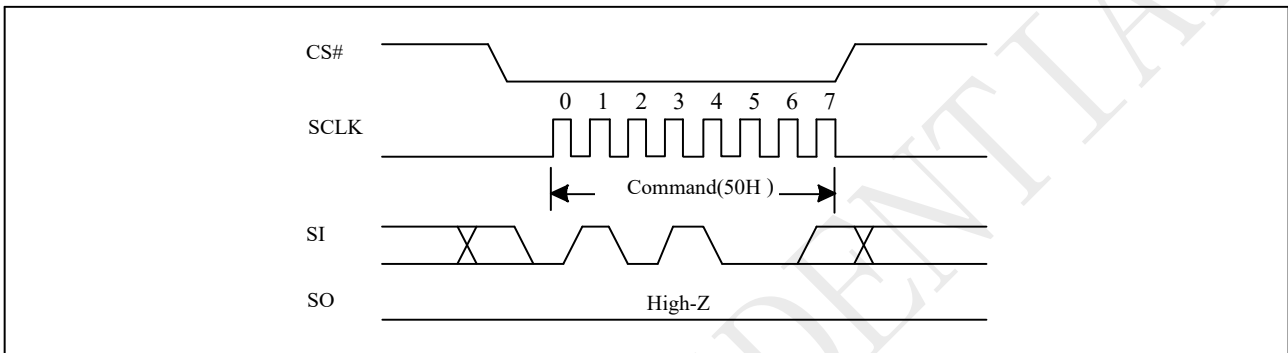 CS#
0 1 2 3 4 5 6 7
SCLK
Command(50H )
SI
SO
High-Z